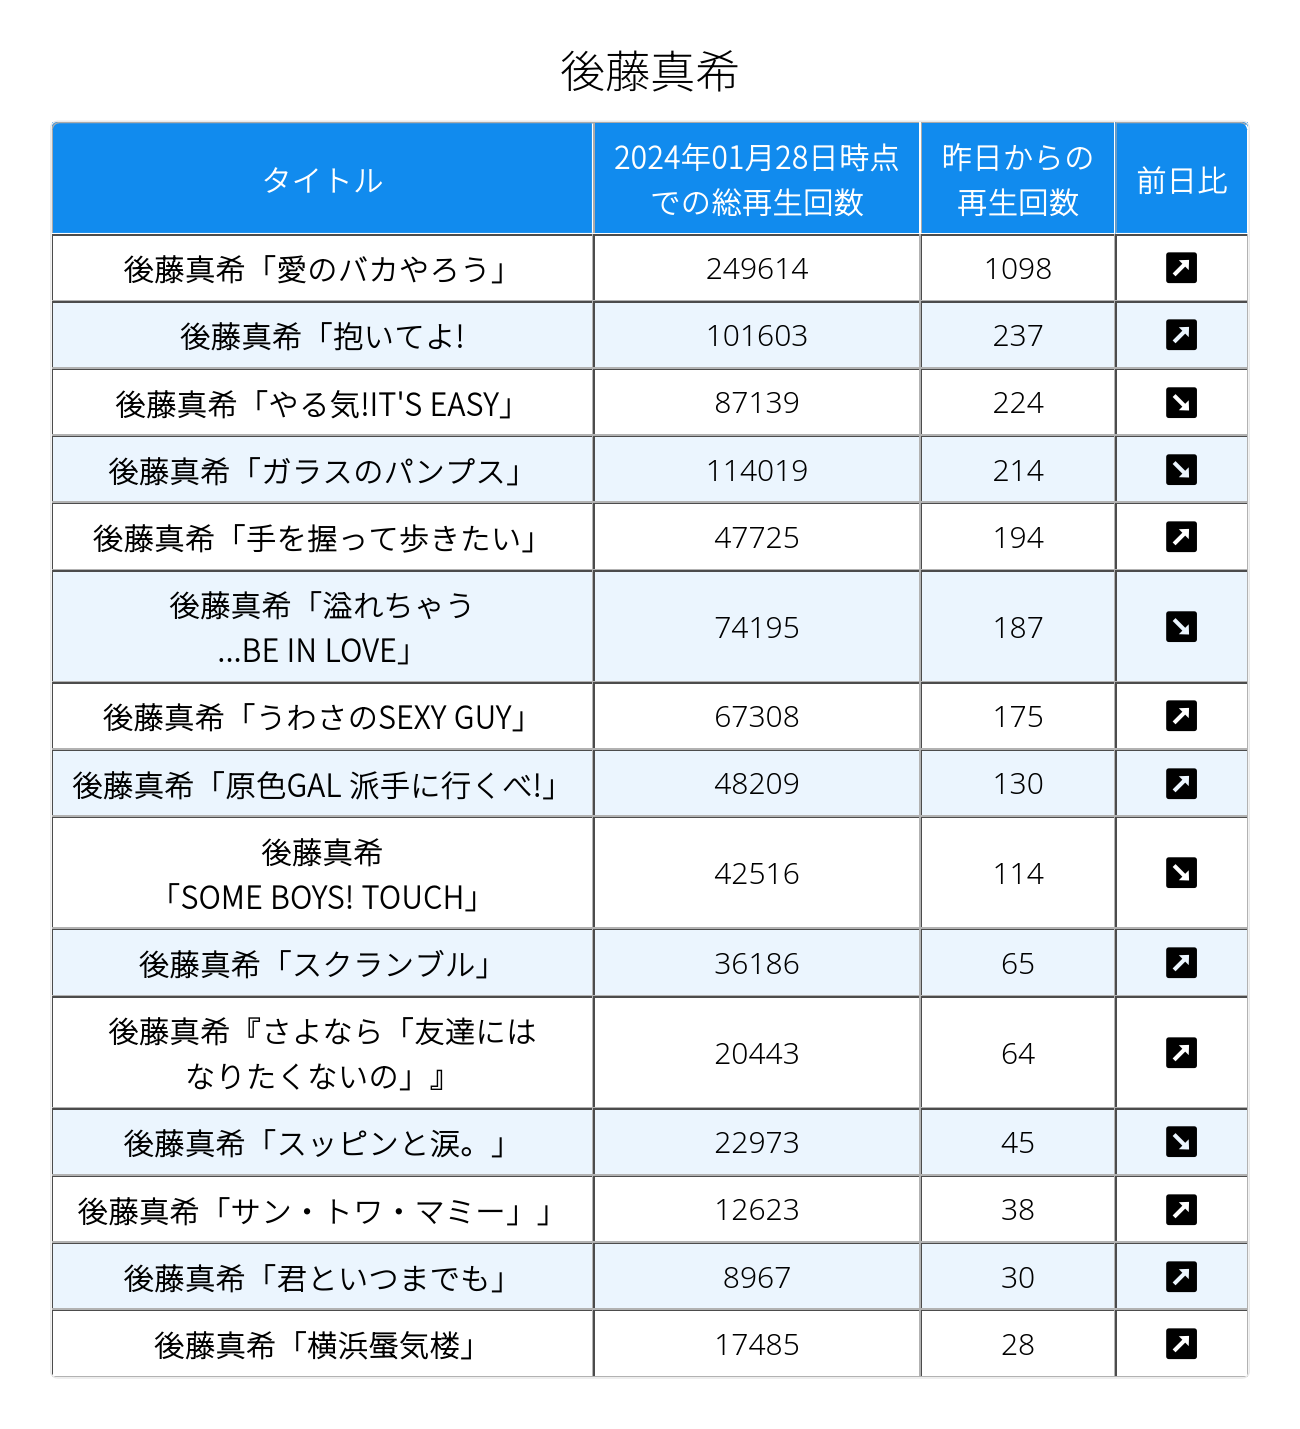 後藤真希
タイトル
2024年01月28日時点
での総再生回数
昨日からの
再生回数
前日比
後藤真希「愛のバカやろう」 249614 1098
後藤真希「抱いてよ! 101603 237
後藤真希「やる気!IT'S EASY」 87139 224
後藤真希「ガラスのパンプス」 114019 214
後藤真希「手を握って歩きたい」 47725 194
後藤真希「溢れちゃう
...BE IN LOVE」 74195 187
後藤真希「うわさのSEXY GUY」 67308 175
後藤真希「原色GAL 派手に行くべ!」 48209 130
後藤真希
「SOME BOYS! TOUCH」 42516 114
後藤真希「スクランブル」 36186 65
後藤真希『さよなら「友達には
なりたくないの」』 20443 64
後藤真希「スッピンと涙。」 22973 45
後藤真希「サン・トワ・マミー」」 12623 38
後藤真希「君といつまでも」 8967 30
後藤真希「横浜蜃気楼」 17485 28